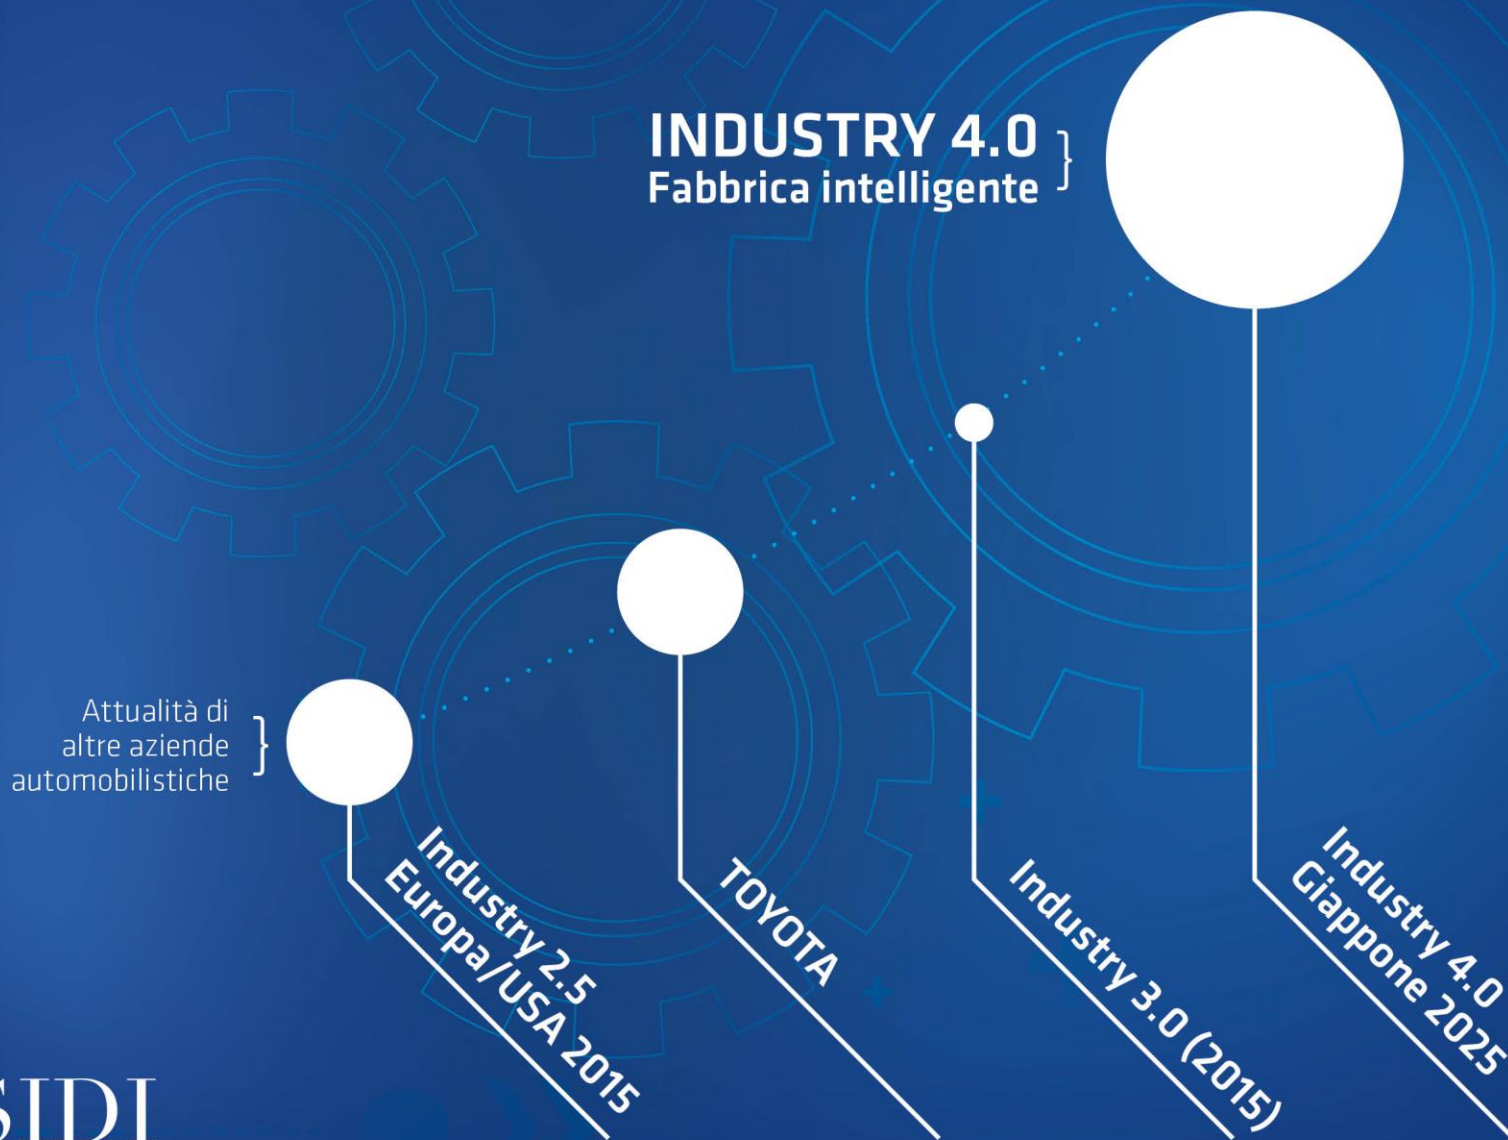 INDUSTRY 4.0
Fabbrica intelligente
Attualità di
altre aziende
automobilistiche
Industry 2.5
Europa/USA 2015
TOYOTA
Industry 3.0 (2015)
Industry 4.0
Giappone 2025
SIDI